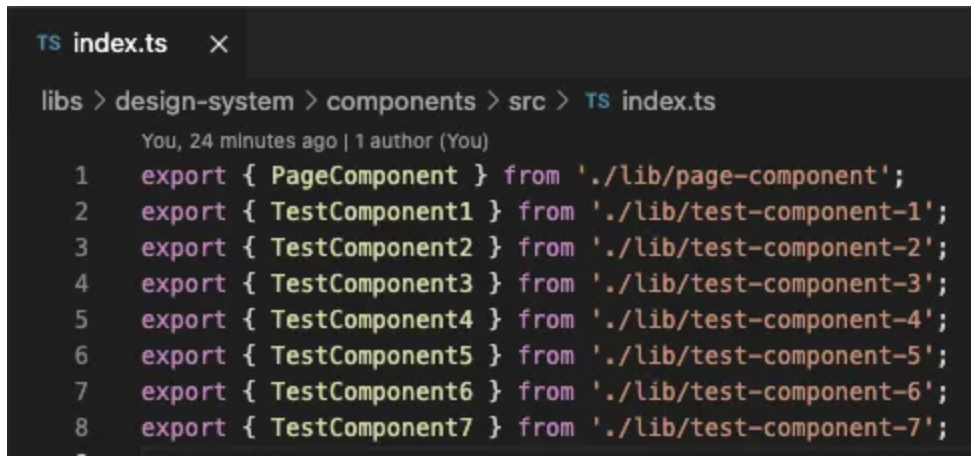 TS index.ts ×
libs > design-system > components > src > TS index.ts
You, 24 minutes ago | 1 author (You)
1 export { PageComponent } from './lib/page-component';
2 export { TestComponent1 } from './lib/test-component-1';
3 export { TestComponent2 } from './lib/test-component-2';
4 export { TestComponent3 } from './lib/test-component-3';
5 export { TestComponent4 } from './lib/test-component-4';
6 export { TestComponent5 } from './lib/test-component-5';
7 export { TestComponent6 } from './lib/test-component-6';
8 export { TestComponent7 } from './lib/test-component-7';